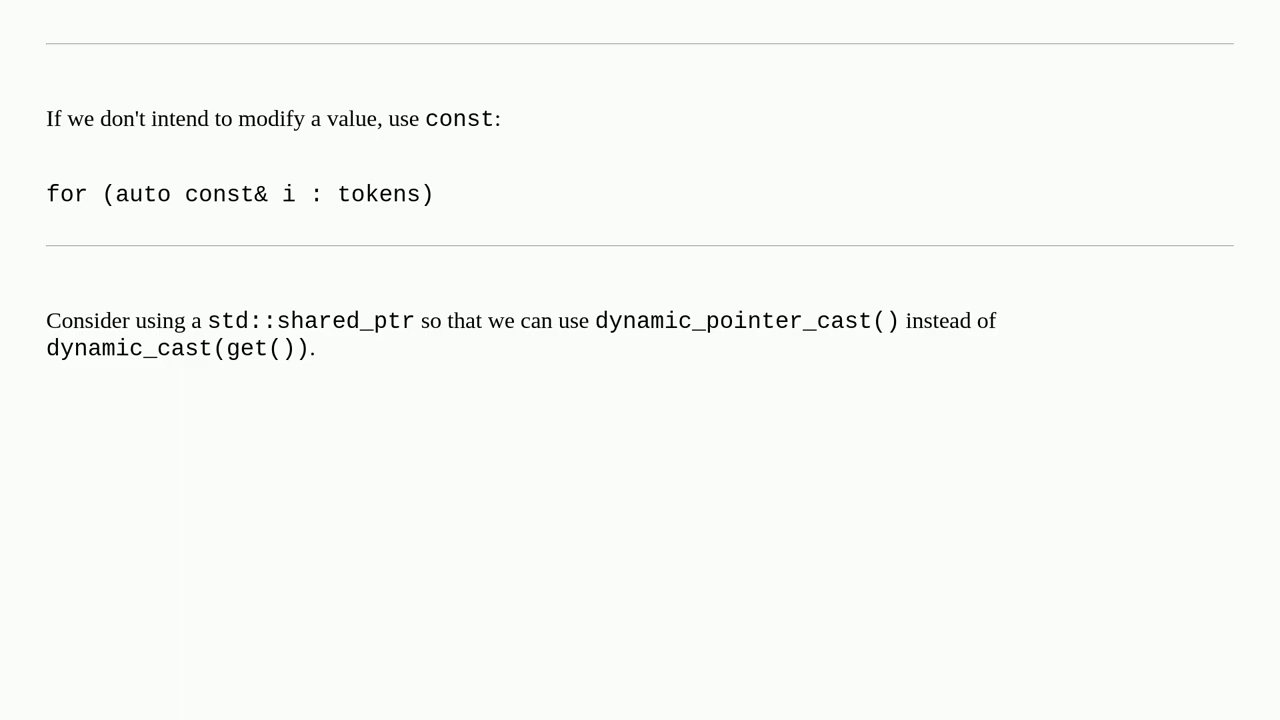 If we don't intend to modify a value, use const:
for (auto const& i : tokens)
Consider using a std::shared_ptr so that we can use dynamic_pointer_cast() instead of
dynamic_cast(get()).